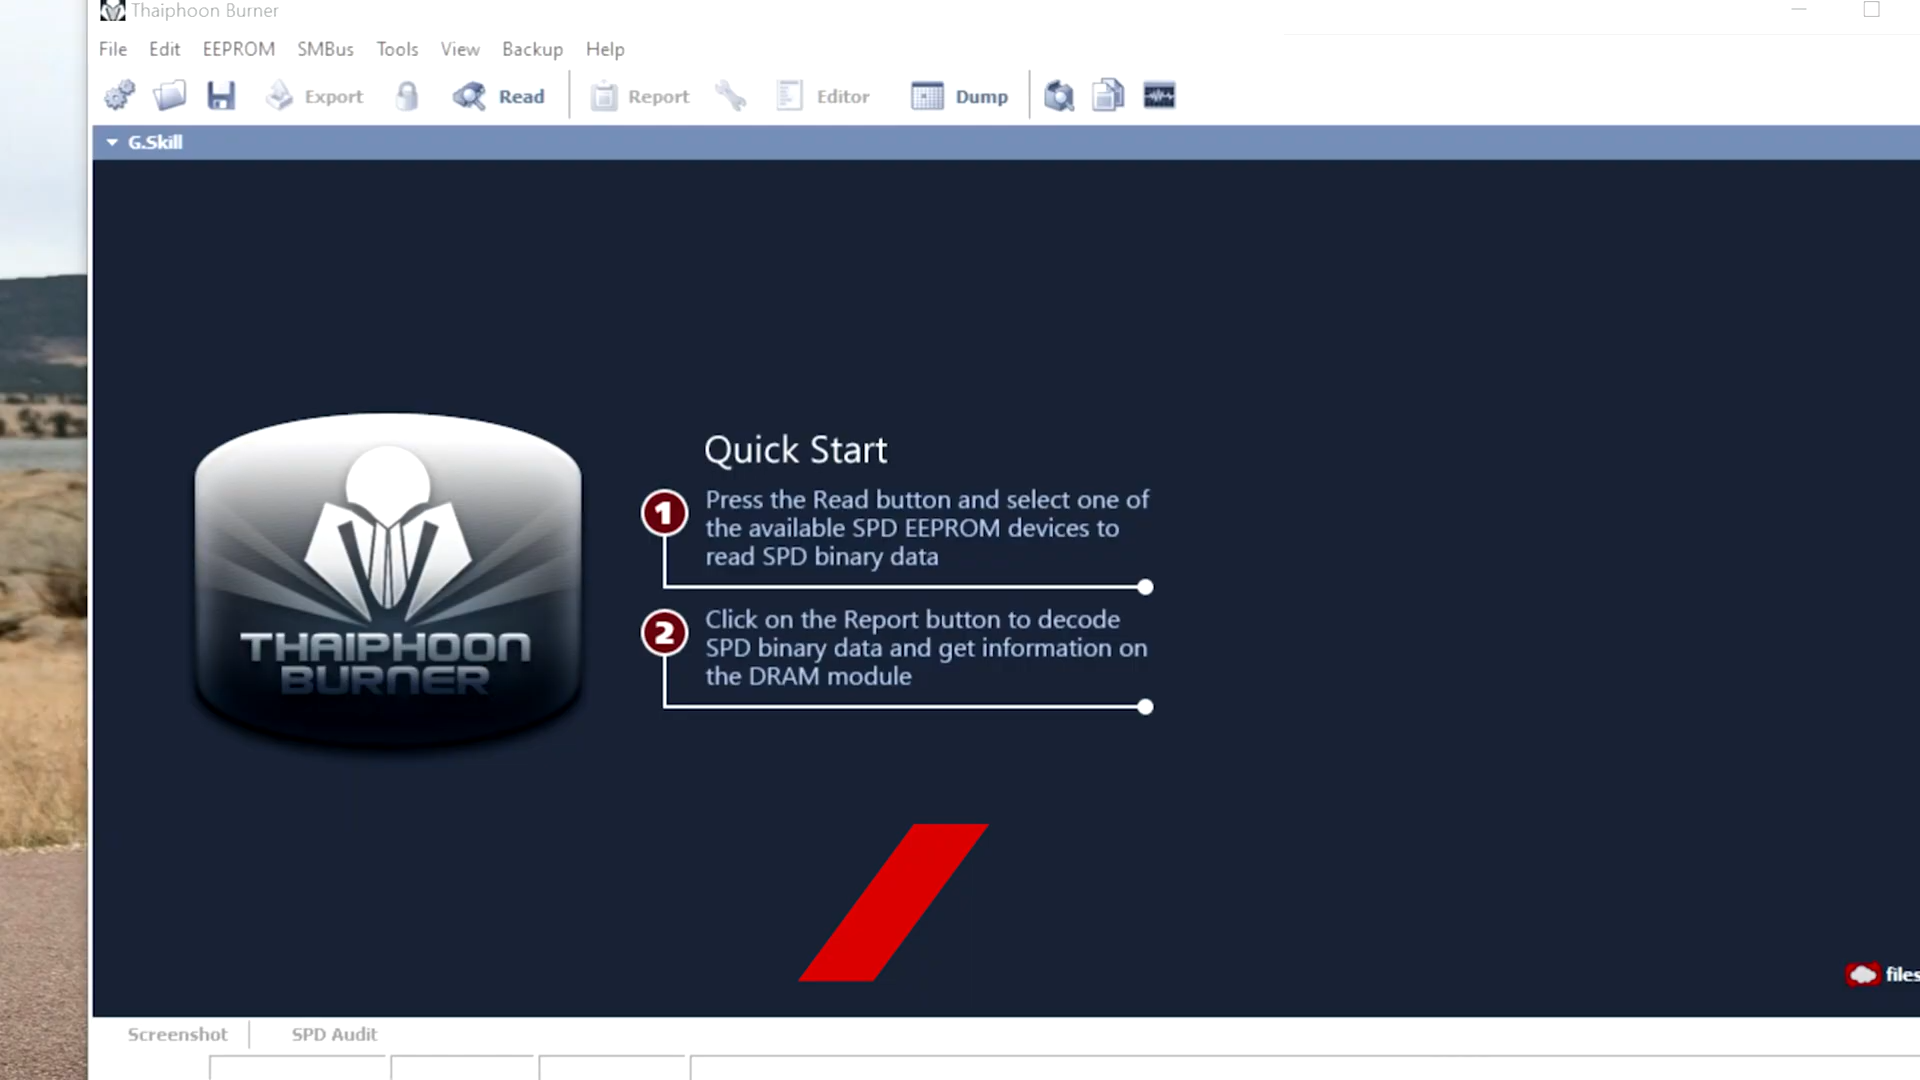 Thaiphoon Burner
File Edit EEPROM SMBus Tools View Backup Help
Export Read Report Editor Dump
G.Skill
THAIPHOON
BURNER
Quick Start
1
Press the Read button and select one of
the available SPD EEPROM devices to
read SPD binary data
2
Click on the Report button to decode
SPD binary data and get information on
the DRAM module
files
Screenshot SPD Audit